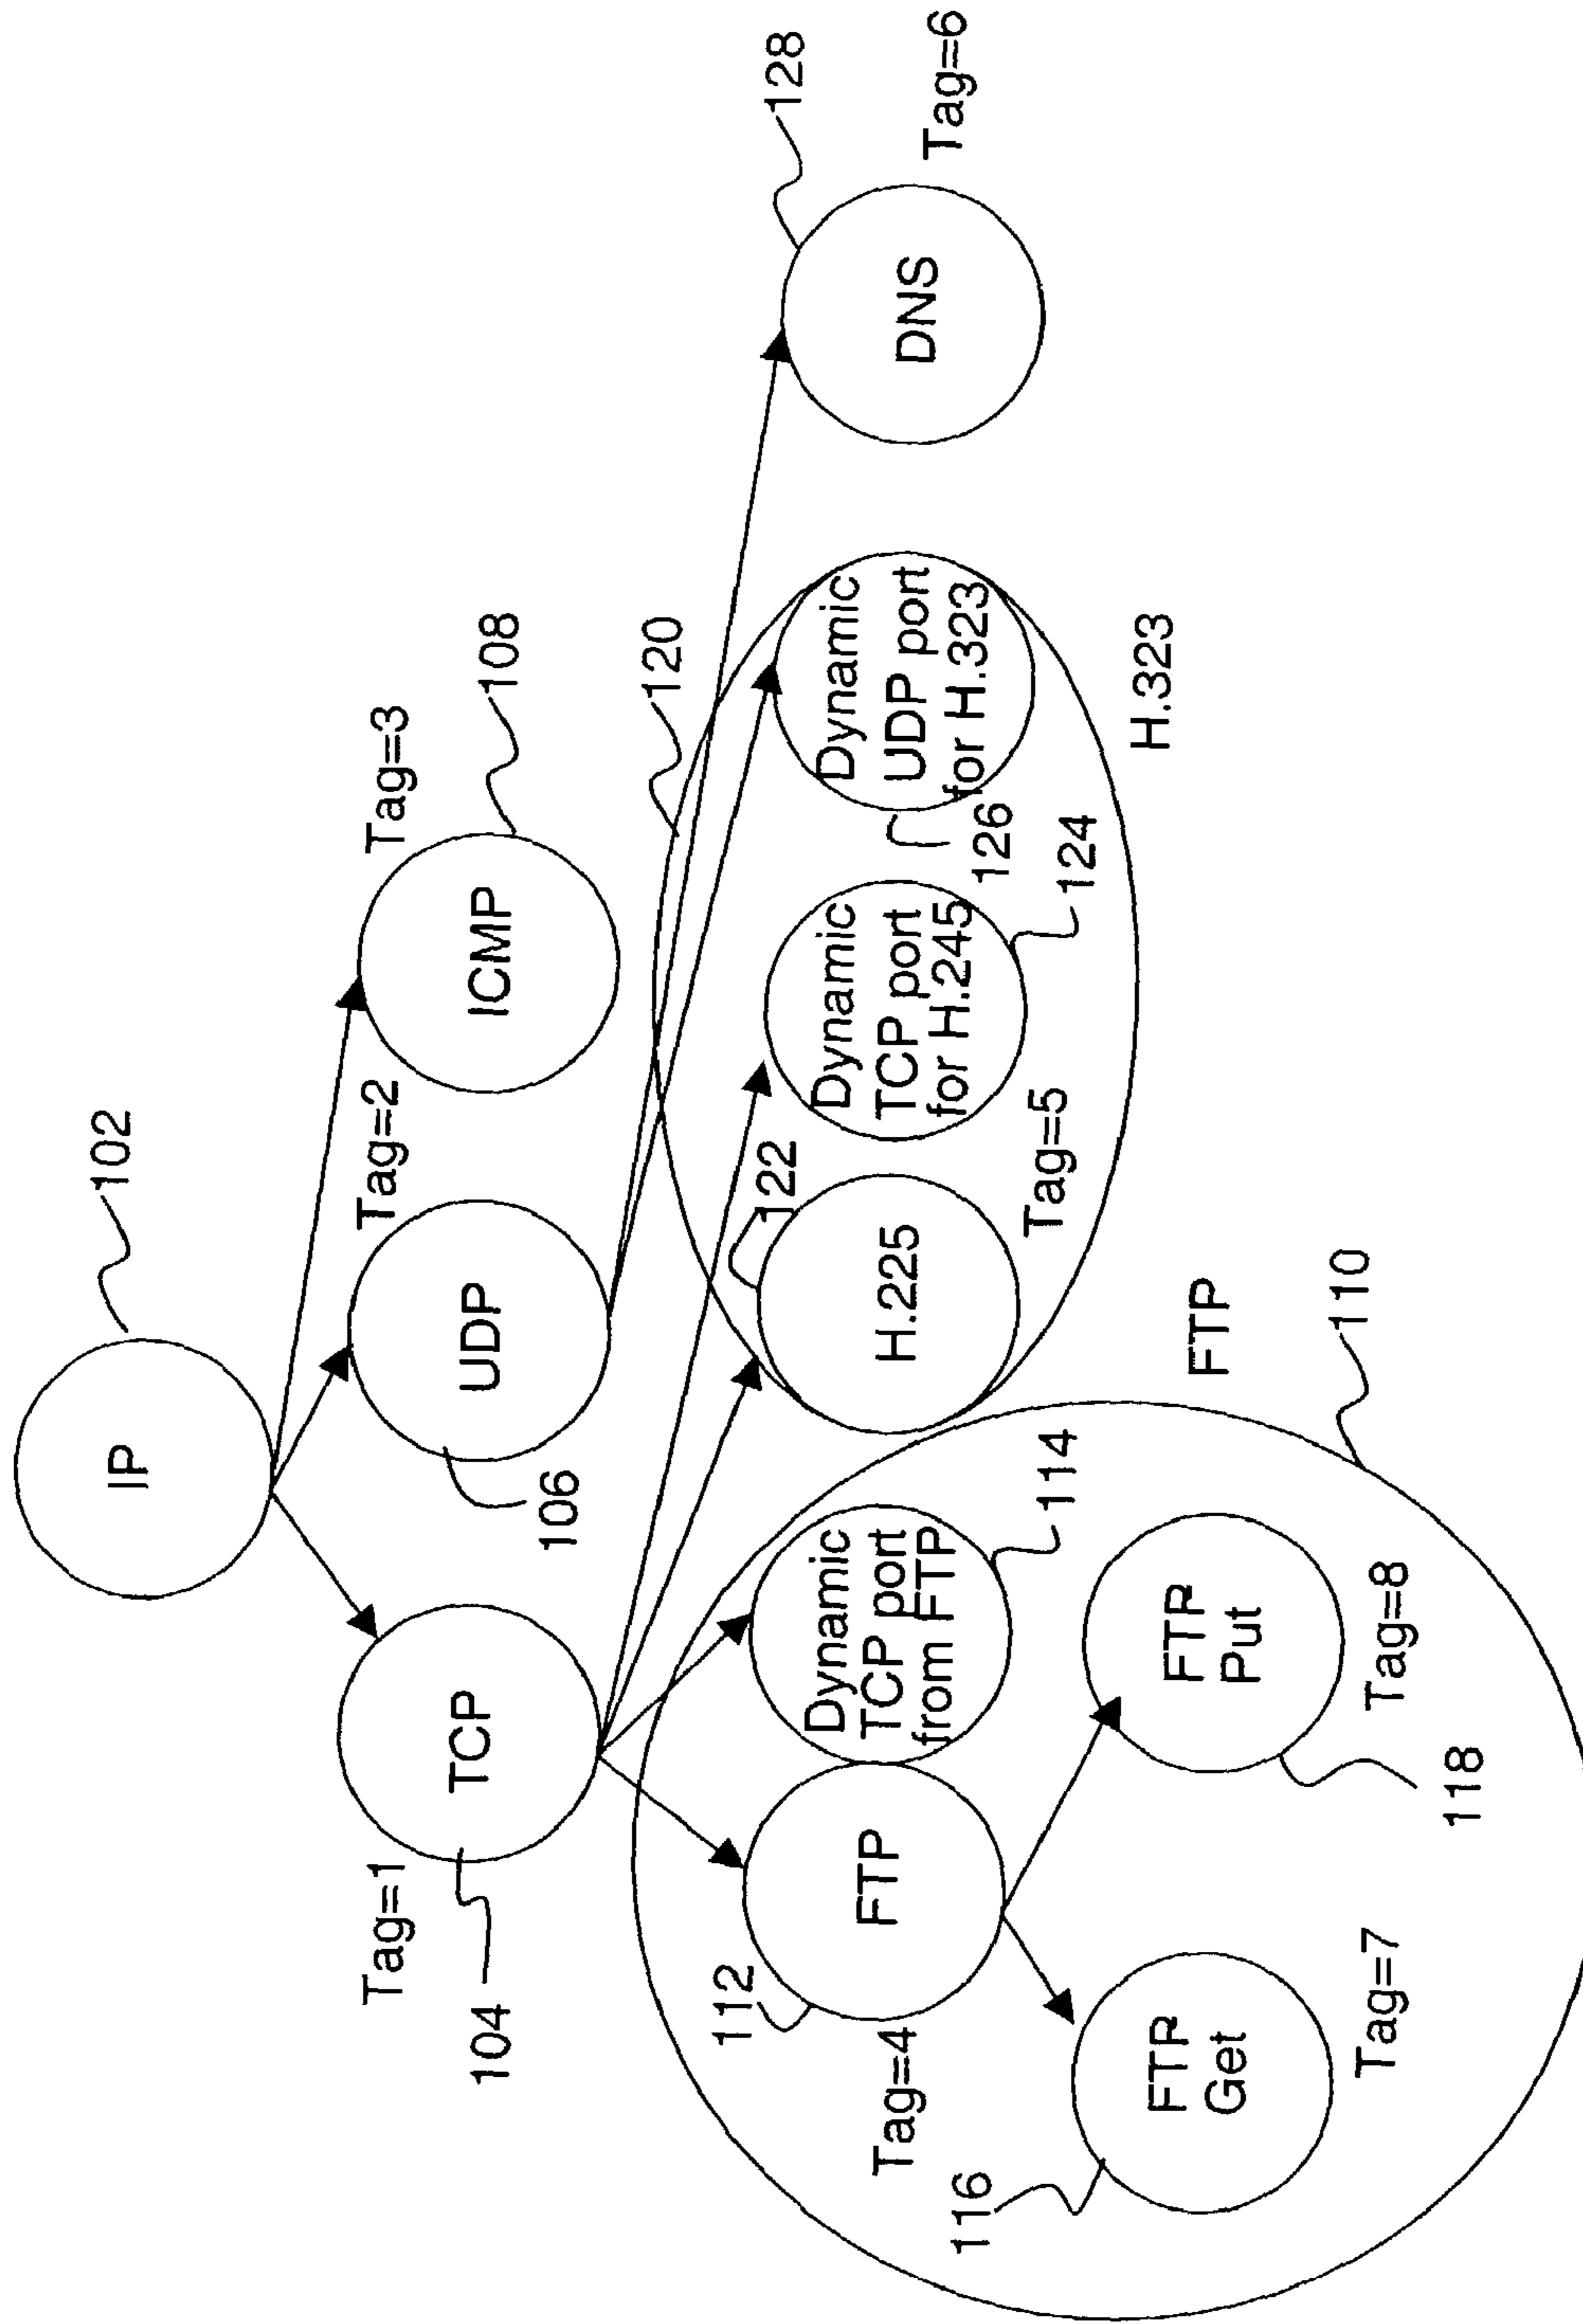 IP
102
Tag=1
TCP
104
UDP
Tag=2
106
ICMP
Tag=3
108
120
112
FTP
Tag=4
Dynamic
TCP port
from FTP
114
122
H.225
Dynamic
TCP port
for H.245
Tag=5
124
Dynamic
UDP port
for H.323
126
H.323
DNS
128
Tag=6
116
FTP
Get
Tag=7
FTP
Put
Tag=8
118
FTP
110